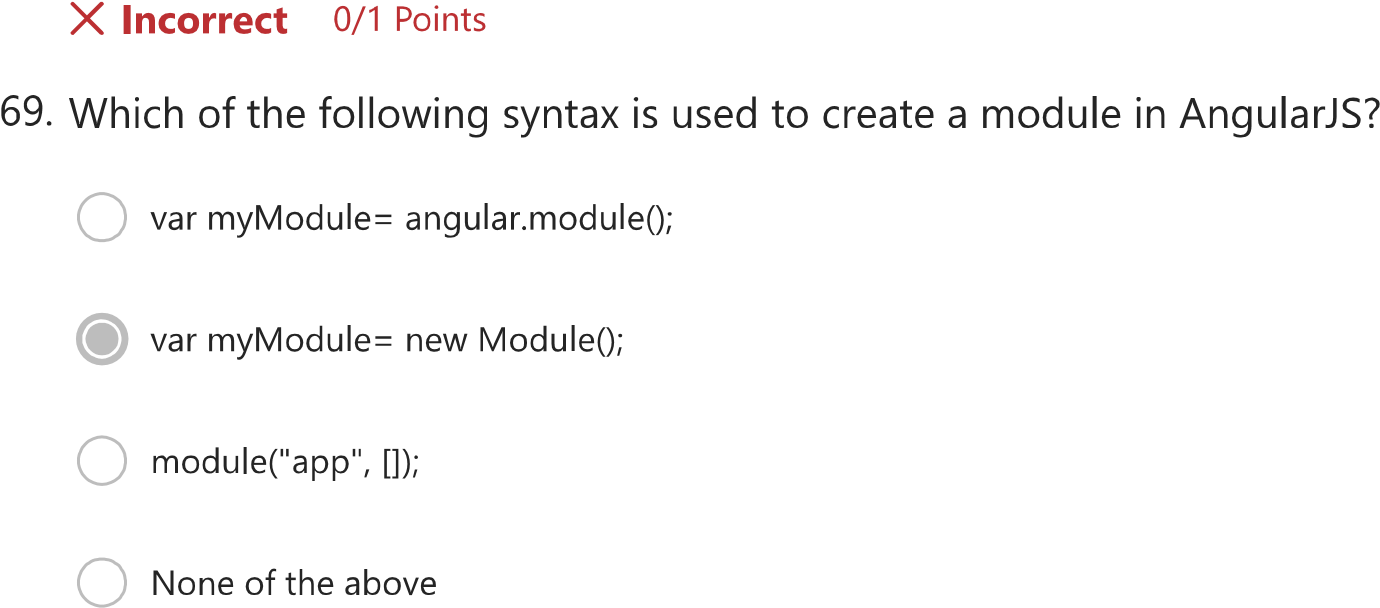 Incorrect 0/1 Points
69. Which of the following syntax is used to create a module in AngularJS?
var myModule= angular.module();
var myModule= new Module();
module("app", []);
None of the above